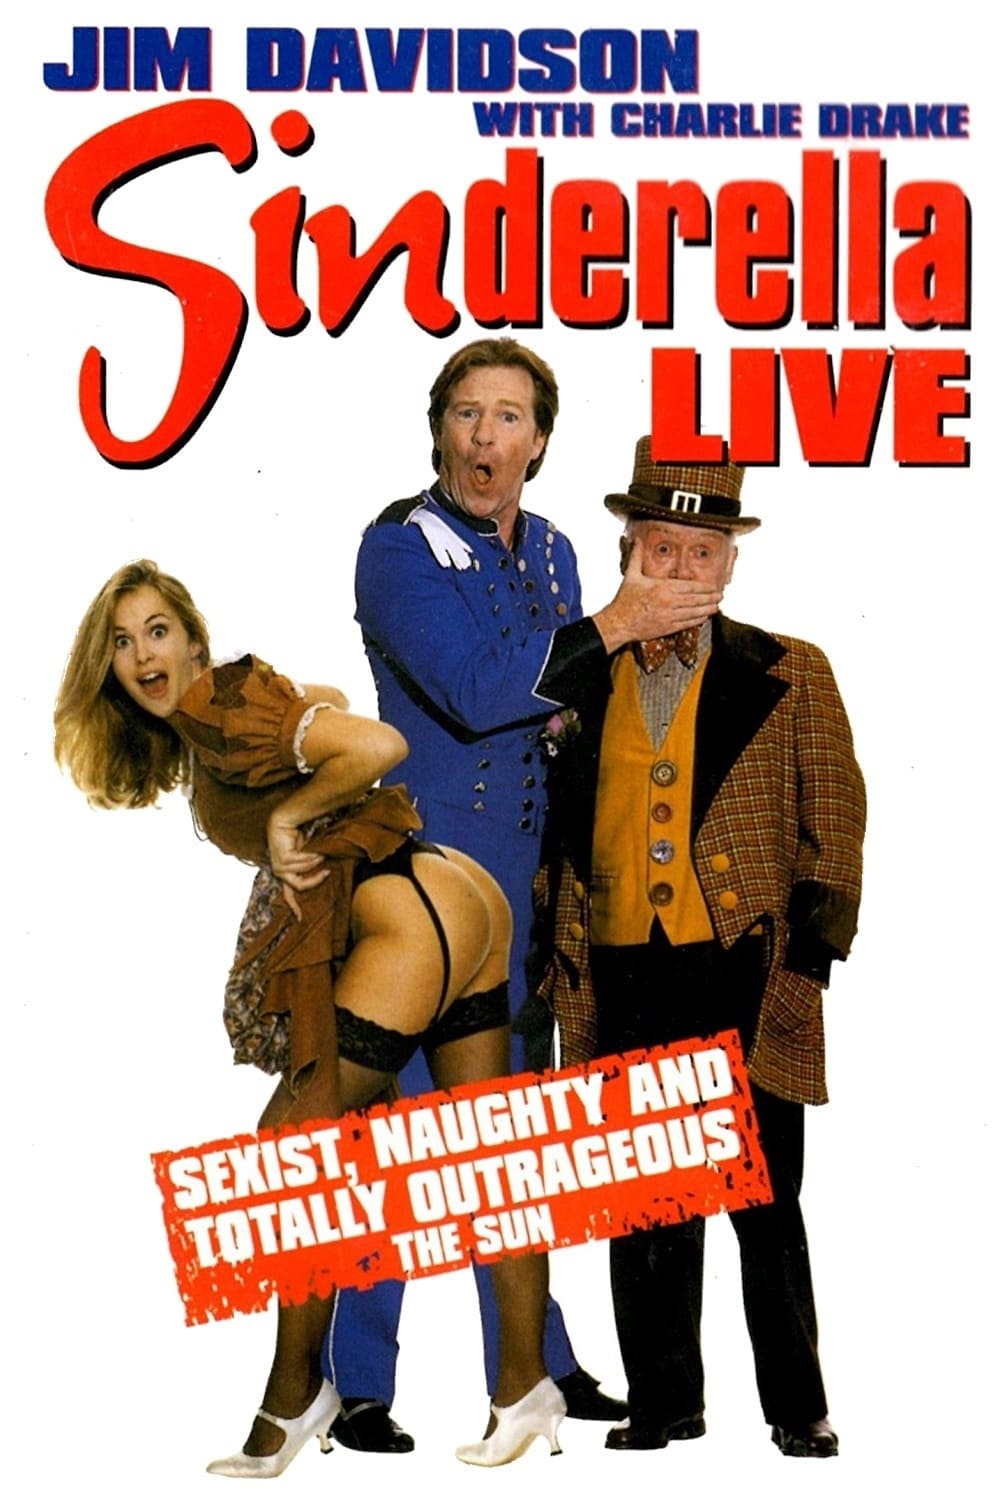 JIM DAVIDSON
WITH CHARLIE DRAKE
Sinderella
LIVE
SEXIST, NAUGHTY AND
TOTALLY OUTRAGEOUS
THE SUN